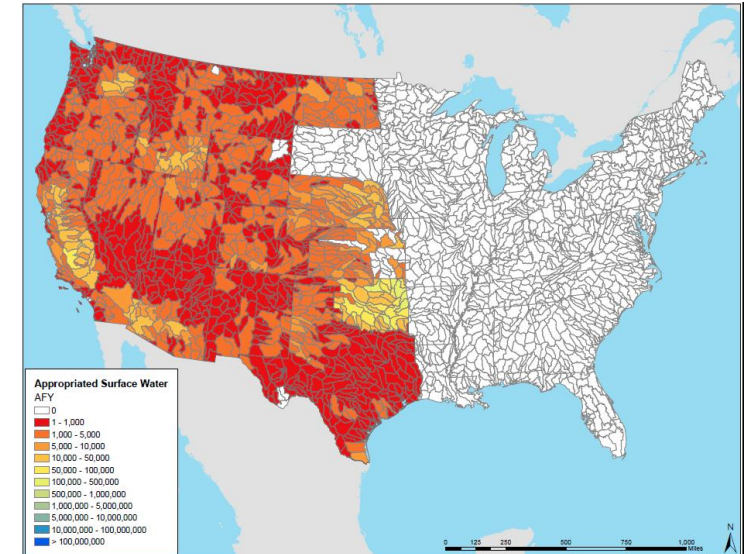 Appropriated Surface Water
AFY
0
1 - 1,000
1,000 - 5,000
5,000 - 10,000
10,000 - 50,000
50,000 - 100,000
100,000 - 500,000
500,000 - 1,000,000
1,000,000 - 5,000,000
5,000,000 - 10,000,000
10,000,000 - 100,000,000
> 100,000,000
N
0 125 250 500 750 1,000
Miles